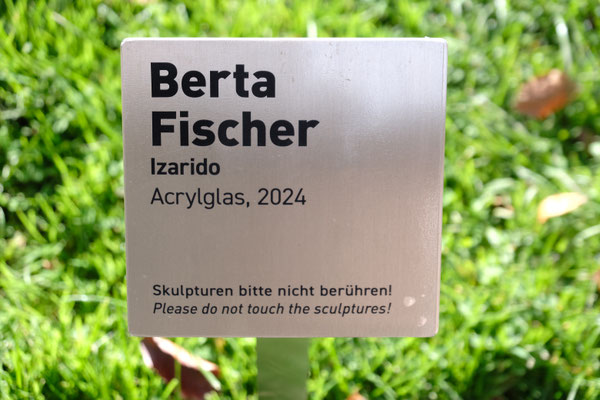 Berta
Fischer
Izarido
Acrylglas, 2024
Skulpturen bitte nicht berühren!
Please do not touch the sculptures!